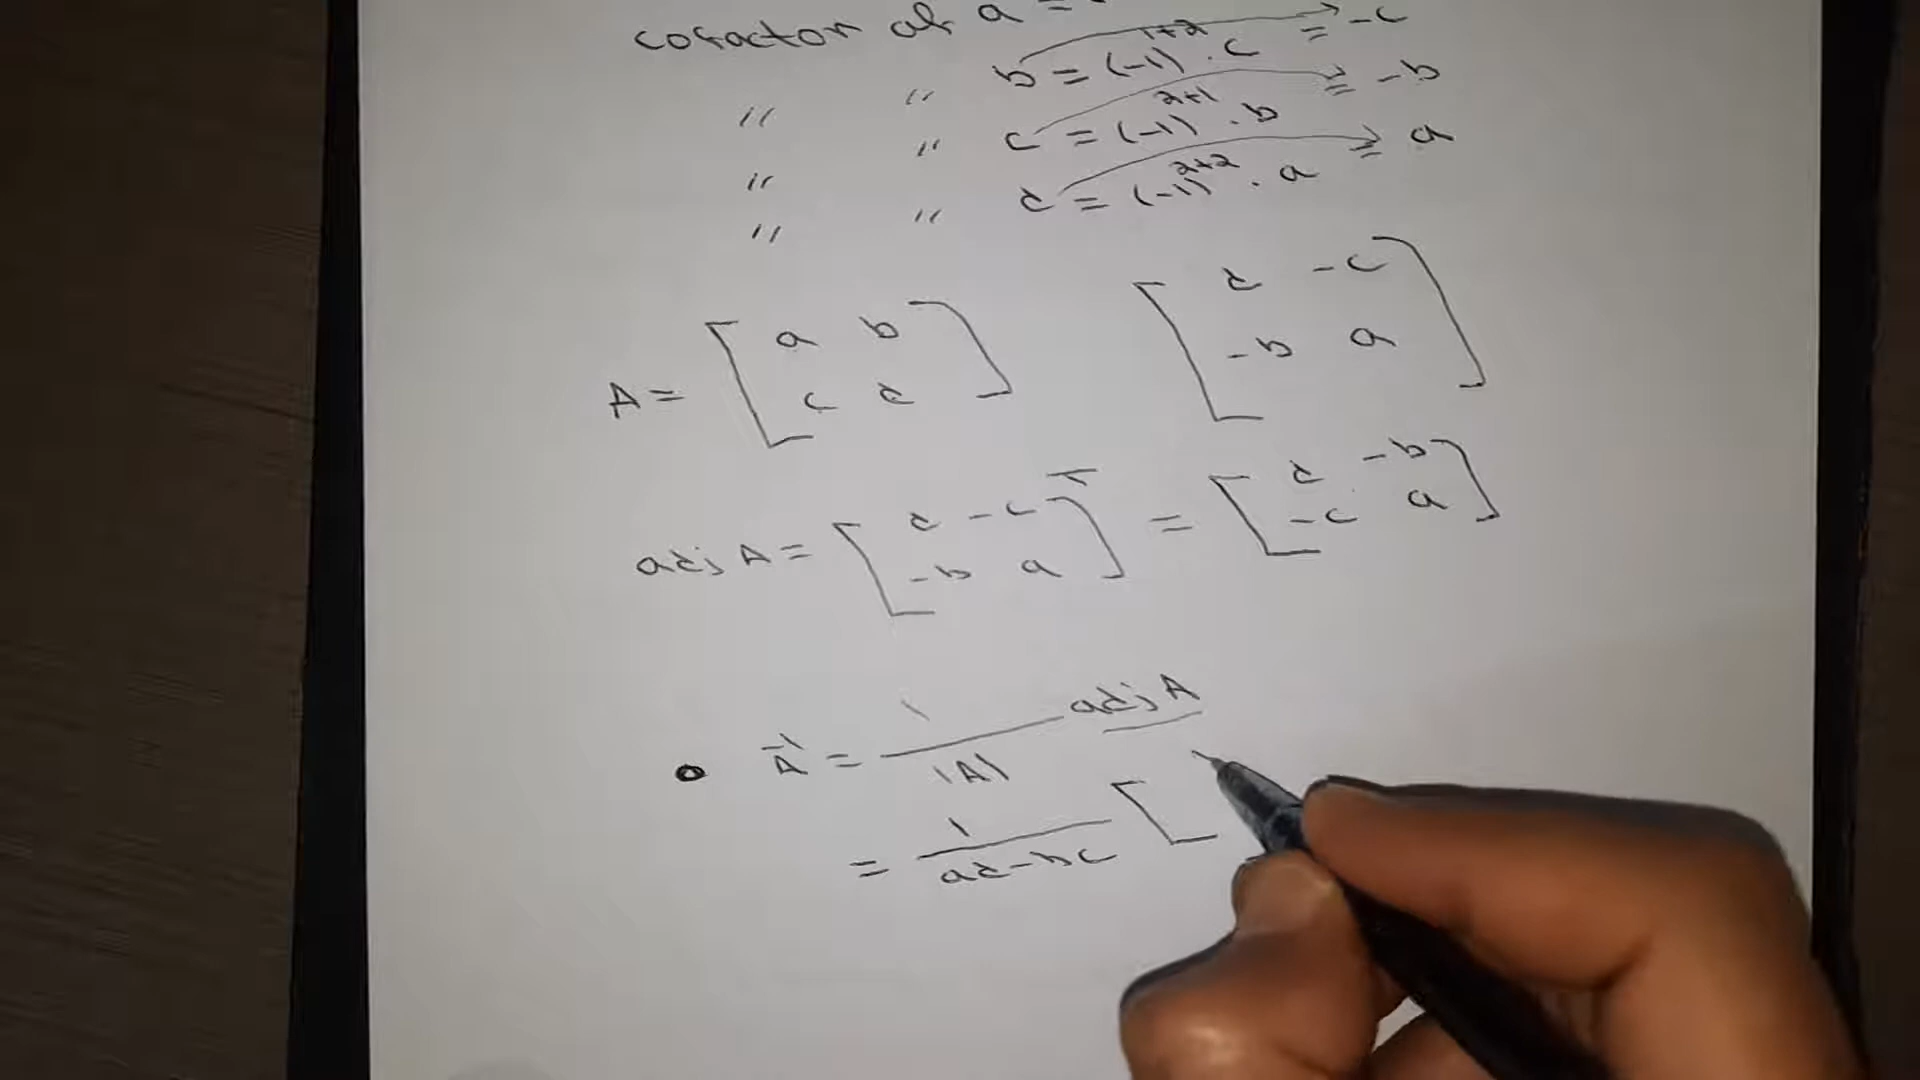 cofactor of a =
" " b = (-1)^{1+2} . c = -c
" " c = (-1)^{2+1} . b = -b
" " d = (-1)^{2+2} . a = a
A = [ a b
c d ]
[ d -c
-b a ]
adj A = [ d -c
-b a ]^T = [ d -b
-c a ]
A^{-1} = 1/|A| adj A
= 1/ad-bc [